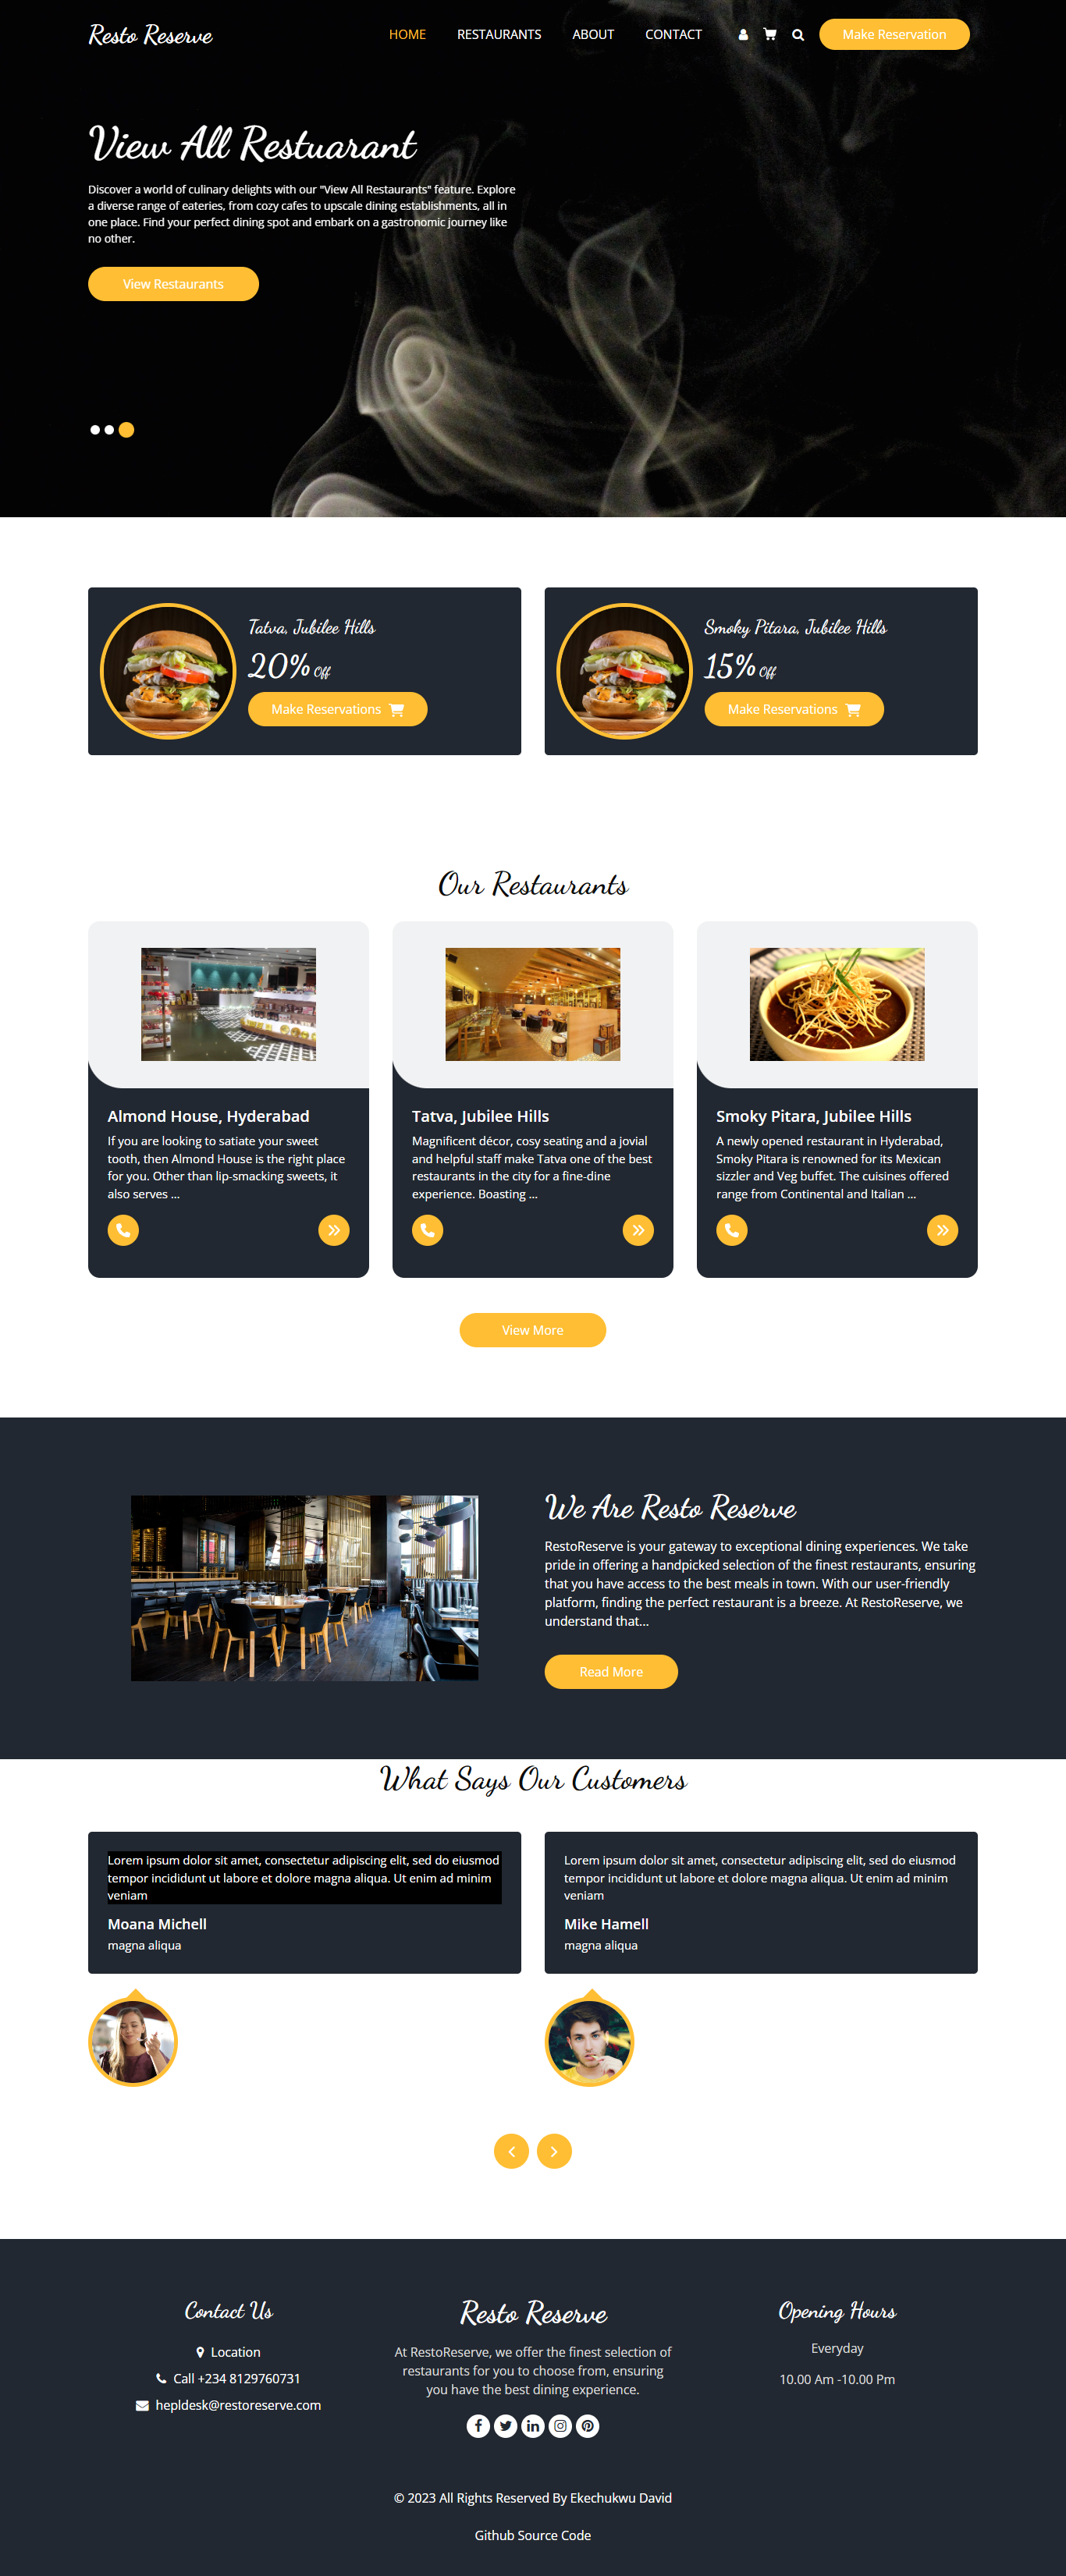 Resto Reserve
HOME RESTAURANTS ABOUT CONTACT Make Reservation
View All Restuarant
Discover a world of culinary delights with our "View All Restaurants" feature. Explore
a diverse range of eateries, from cozy cafes to upscale dining establishments, all in
one place. Find your perfect dining spot and embark on a gastronomic journey like
no other.
View Restaurants
Tatva, Jubilee Hills
20% Off
Make Reservations
Smoky Pitara, Jubilee Hills
15% Off
Make Reservations
Our Restaurants
Almond House, Hyderabad
If you are looking to satiate your sweet
tooth, then Almond House is the right place
for you. Other than lip-smacking sweets, it
also serves ...
Tatva, Jubilee Hills
Magnificent décor, cosy seating and a jovial
and helpful staff make Tatva one of the best
restaurants in the city for a fine-dine
experience. Boasting ...
Smoky Pitara, Jubilee Hills
A newly opened restaurant in Hyderabad,
Smoky Pitara is renowned for its Mexican
sizzler and Veg buffet. The cuisines offered
range from Continental and Italian ...
View More
We Are Resto Reserve
RestoReserve is your gateway to exceptional dining experiences. We take
pride in offering a handpicked selection of the finest restaurants, ensuring
that you have access to the best meals in town. With our user-friendly
platform, finding the perfect restaurant is a breeze. At RestoReserve, we
understand that...
Read More
What Says Our Customers
Lorem ipsum dolor sit amet, consectetur adipiscing elit, sed do eiusmod
tempor incididunt ut labore et dolore magna aliqua. Ut enim ad minim
veniam
Moana Michell
magna aliqua
Lorem ipsum dolor sit amet, consectetur adipiscing elit, sed do eiusmod
tempor incididunt ut labore et dolore magna aliqua. Ut enim ad minim
veniam
Mike Hamell
magna aliqua
Contact Us
Location
Call +234 8129760731
hepldesk@restoreserve.com
Resto Reserve
At RestoReserve, we offer the finest selection of
restaurants for you to choose from, ensuring
you have the best dining experience.
Opening Hours
Everyday
10.00 Am -10.00 Pm
© 2023 All Rights Reserved By Ekechukwu David
Github Source Code